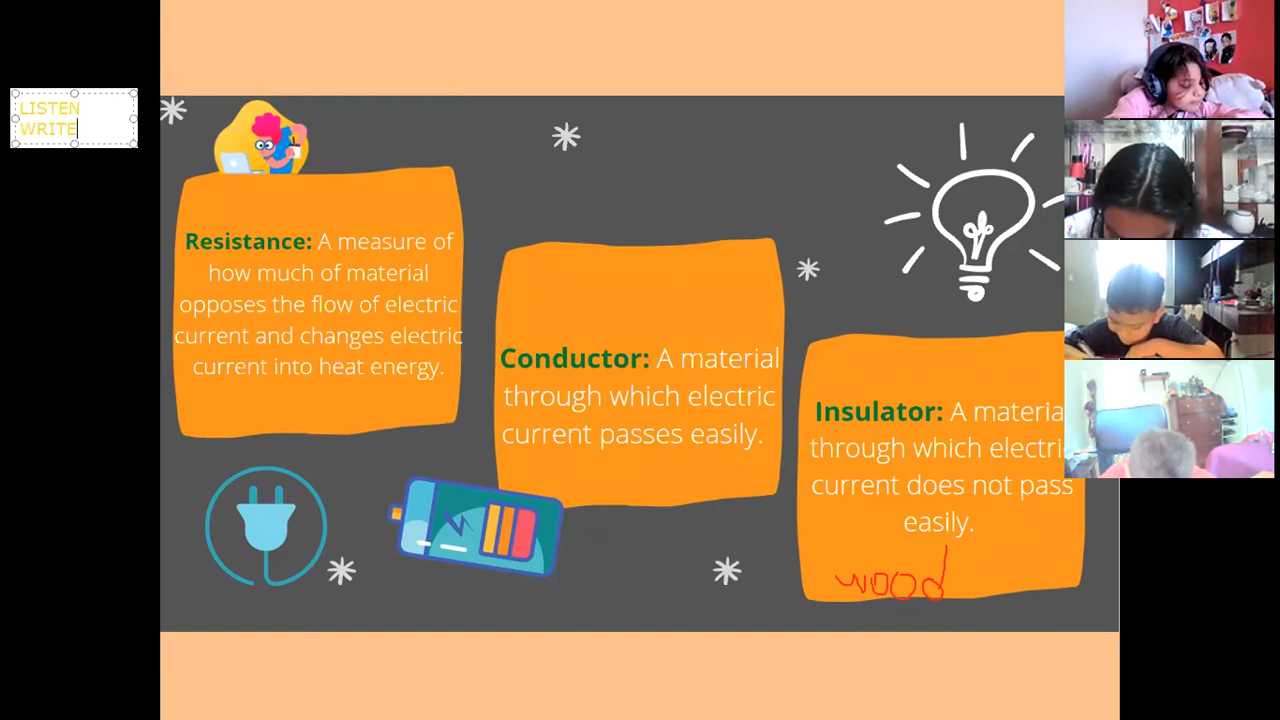 LISTEN
WRITE
Resistance: A measure of
how much of material
opposes the flow of electric
current and changes electric
current into heat energy.
Conductor: A material
through which electric
current passes easily.
Insulator: A materia
through which electri
current does not pass
easily.
wood